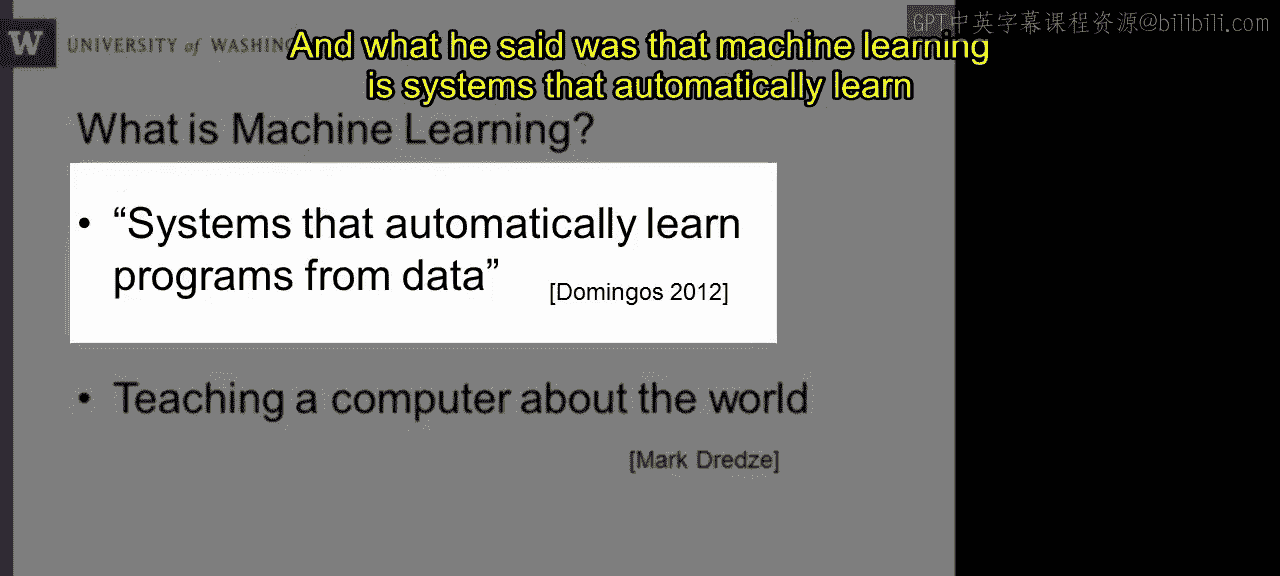 GPT中英字幕课程资源@bilibili.com
W UNIVERSITY of WASHING
And what he said was that machine learning
is systems that automatically learn
What is Machine Learning?
• “Systems that automatically learn
programs from data”
[Domingos 2012]
• Teaching a computer about the world
[Mark Dredze]